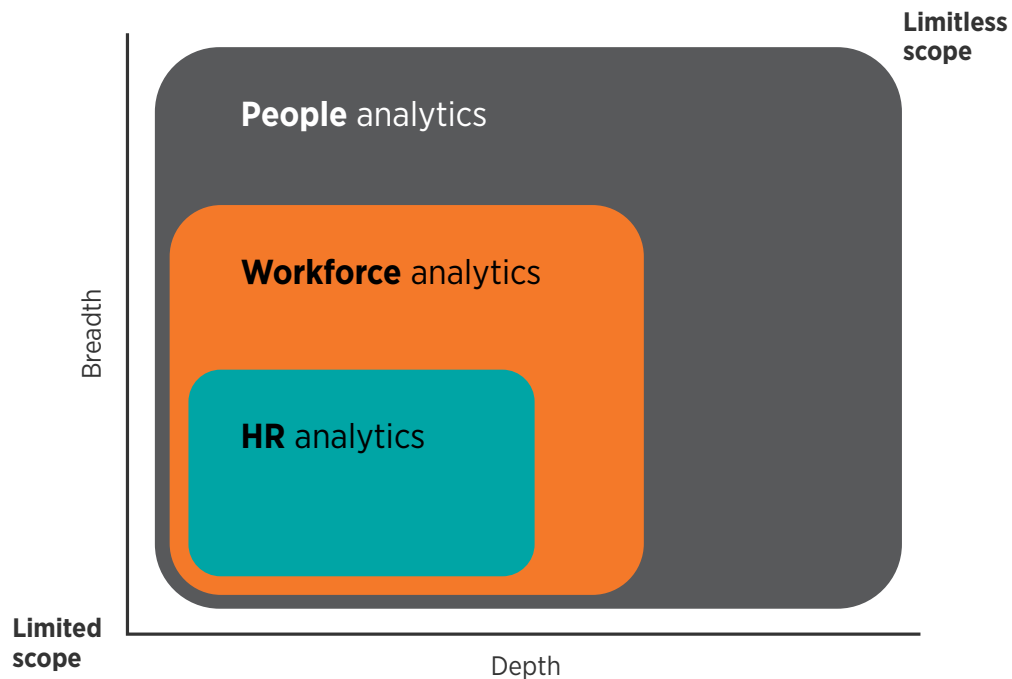 Limitless
scope
People analytics
Workforce analytics
Breadth
HR analytics
Limited
scope
Depth